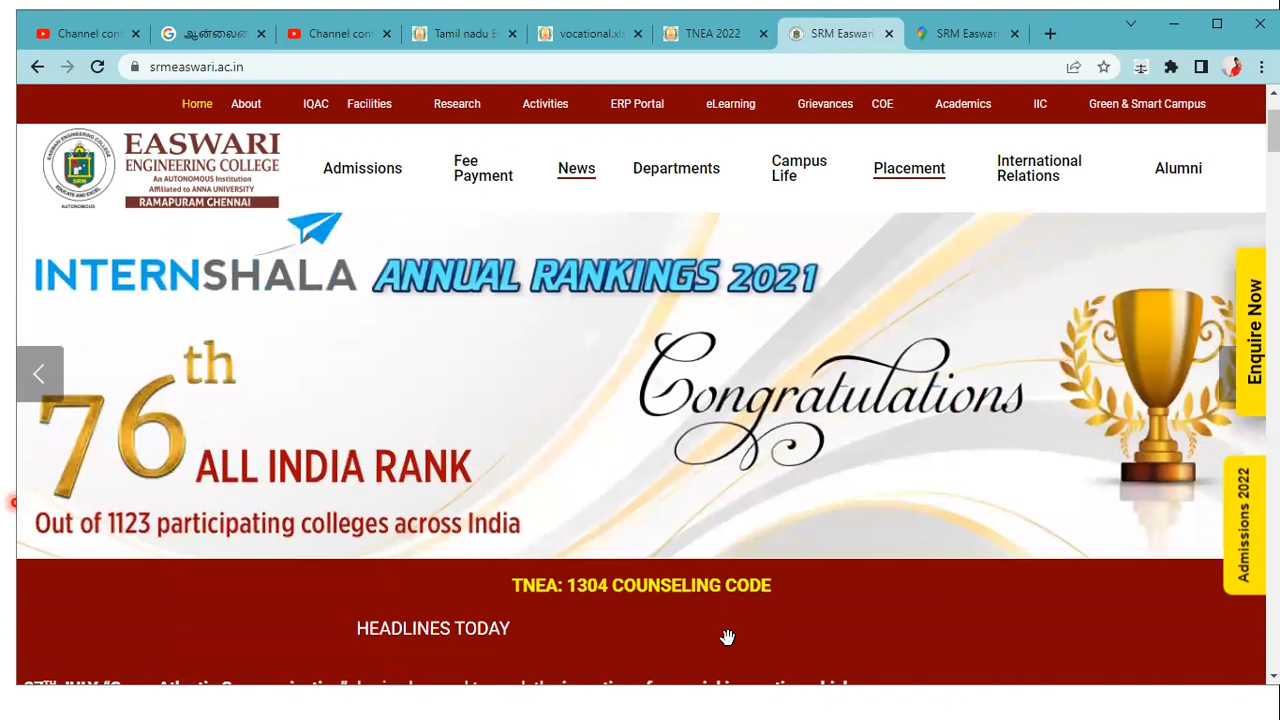 Channel con
ஆன்லைன
Channel con
Tamil nadu E
vocational.xls
TNEA 2022
SRM Easwari
SRM Easwari
srmeaswari.ac.in
Home About IQAC Facilities Research Activities ERP Portal eLearning Grievances COE Academics IIC Green & Smart Campus
EASWARI
ENGINEERING COLLEGE
An AUTONOMOUS Institution
Affiliated to ANNA UNIVERSITY
RAMAPURAM CHENNAI
SRM
AUTONOMOUS
Admissions
Fee
Payment
News
Departments
Campus
Life
Placement
International
Relations
Alumni
INTERNSHALA ANNUAL RANKINGS 2021
76th ALL INDIA RANK
Out of 1123 participating colleges across India
Congratulations
Enquire Now
Admissions 2022
TNEA: 1304 COUNSELING CODE
HEADLINES TODAY